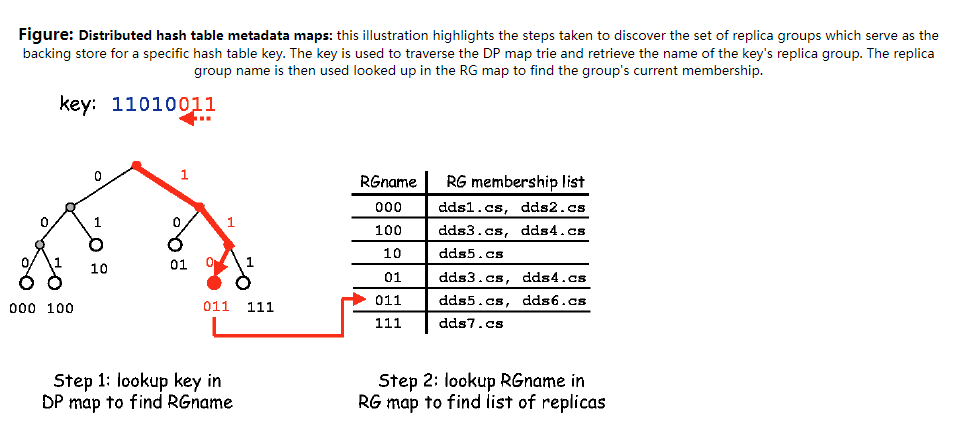 Figure: Distributed hash table metadata maps: this illustration highlights the steps taken to discover the set of replica groups which serve as the
backing store for a specific hash table key. The key is used to traverse the DP map trie and retrieve the name of the key's replica group. The replica
group name is then used looked up in the RG map to find the group's current membership.
key: 11010011
0 1
0 1 0 1
0 1 0 1
10 01
000 100 011 111
RGname RG membership list
000 dds1.cs, dds2.cs
100 dds3.cs, dds4.cs
10 dds5.cs
01 dds3.cs, dds4.cs
011 dds5.cs, dds6.cs
111 dds7.cs
Step 1: lookup key in
DP map to find RGname
Step 2: lookup RGname in
RG map to find list of replicas